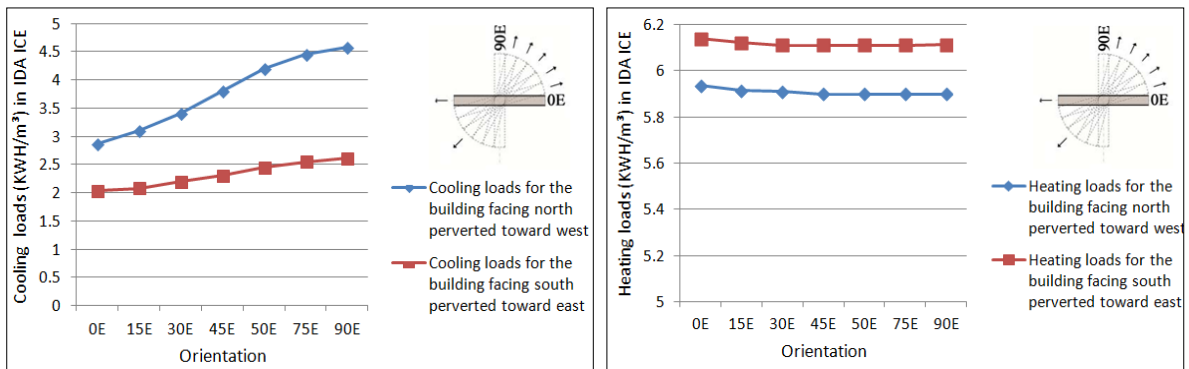 Cooling loads (KWH/m³) in IDA ICE
5
4.5
4
3.5
3
2.5
2
1.5
1
0.5
0
0E 15E 30E 45E 50E 75E 90E
Orientation
90E
0E
Cooling loads for the
building facing north
perverted toward west
Cooling loads for the
building facing south
perverted toward east
Heating loads (KWH/m³) in IDA ICE
6.2
6
5.8
5.6
5.4
5.2
5
0E 15E 30E 45E 50E 75E 90E
Orientation
90E
0E
Heating loads for the
building facing north
perverted toward west
Heating loads for the
building facing south
perverted toward east